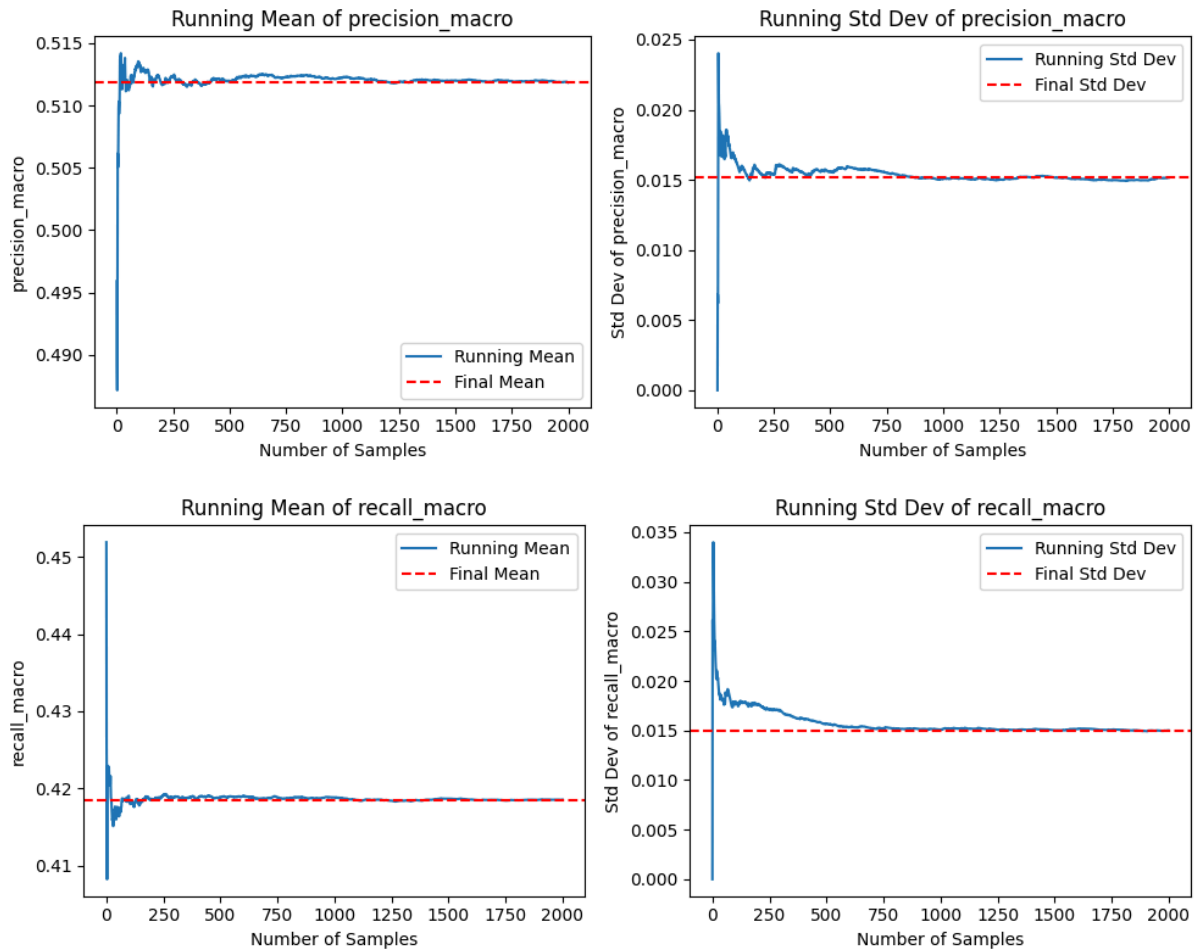 Running Mean of precision_macro
precision_macro
0.515
0.510
0.505
0.500
0.495
0.490
Running Mean
Final Mean
0 250 500 750 1000 1250 1500 1750 2000
Number of Samples
Running Std Dev of precision_macro
Std Dev of precision_macro
0.025
0.020
0.015
0.010
0.005
0.000
Running Std Dev
Final Std Dev
0 250 500 750 1000 1250 1500 1750 2000
Number of Samples
Running Mean of recall_macro
recall_macro
0.45
0.44
0.43
0.42
0.41
Running Mean
Final Mean
0 250 500 750 1000 1250 1500 1750 2000
Number of Samples
Running Std Dev of recall_macro
Std Dev of recall_macro
0.035
0.030
0.025
0.020
0.015
0.010
0.005
0.000
Running Std Dev
Final Std Dev
0 250 500 750 1000 1250 1500 1750 2000
Number of Samples